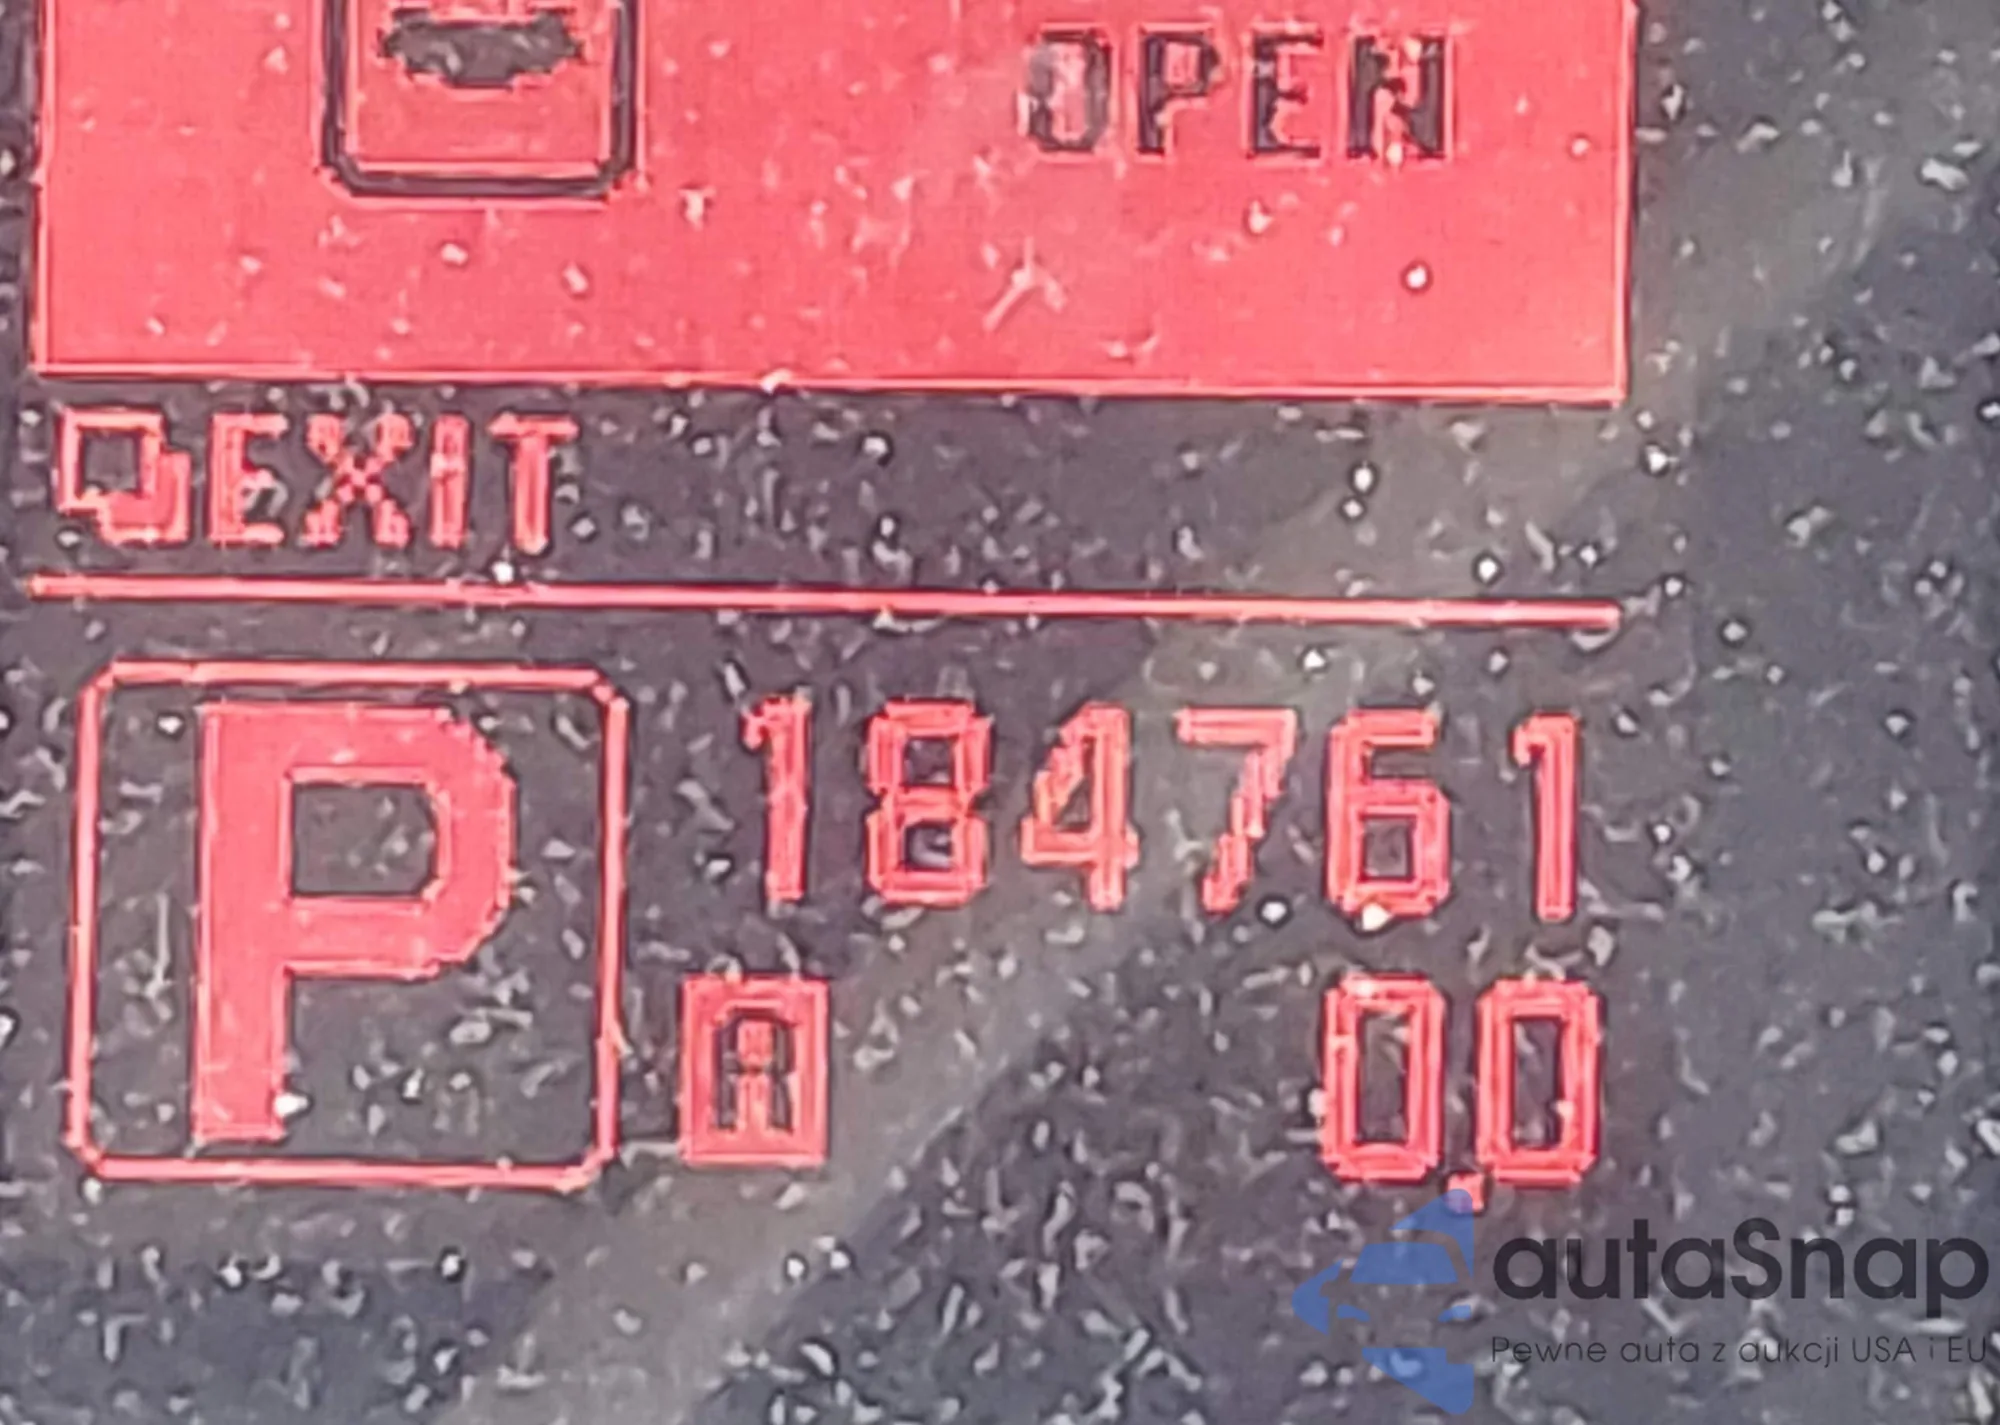 OPEN
EXIT
P
184761
A
0.0
autaSnap
Pewne auta z aukcji USA i EU